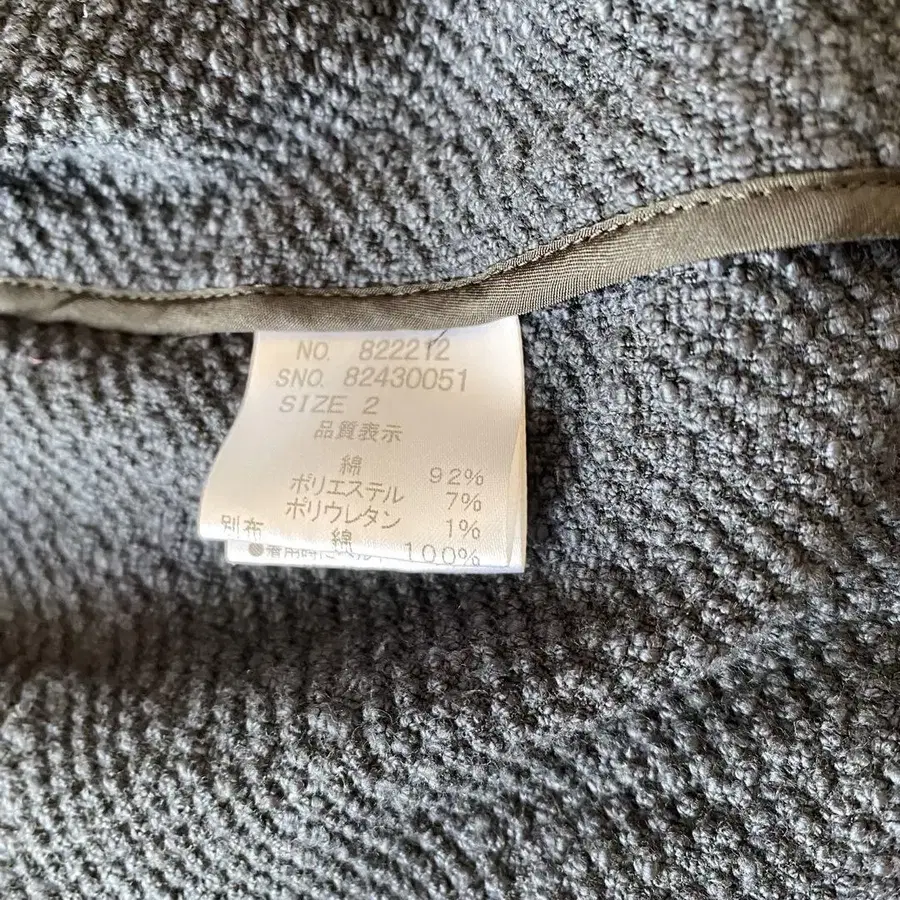 NO. 822212
SNO. 82430051
SIZE 2
品質表示
綿 92%
ポリエステル 7%
ポリウレタン 1%
別布 綿 100%